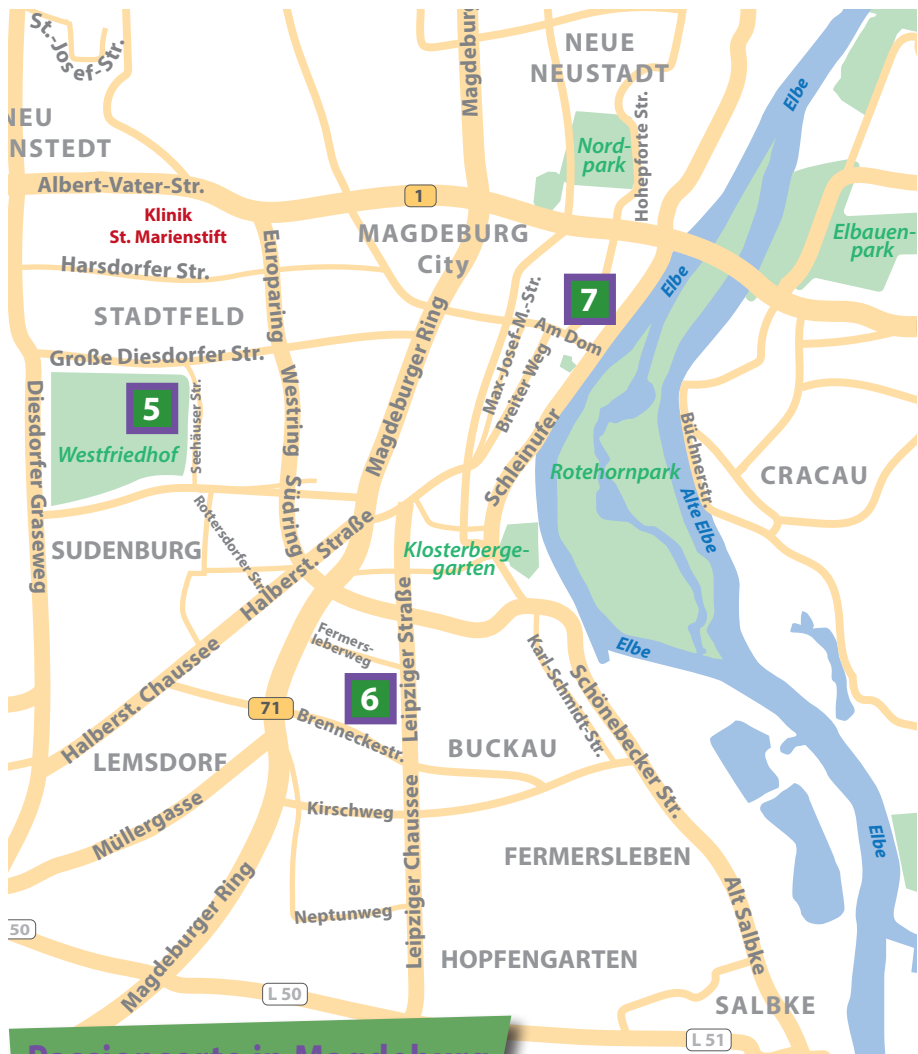 St.-Josef-Str.
Magdeburg
NEUE
NEUSTADT
Elbe
NEU
NSTEDT
Nord-
park
Hohepforte Str.
Albert-Vater-Str.
1
Klinik
St. Marienstift
Europaring
MAGDEBURG
City
Elbauen-
park
Harsdorfer Str.
Elbe
7
STADTFELD
Max-Josef-M.-Str.
Am Dom
Große Diesdorfer Str.
Magdeburger Ring
Breiter Weg
Diesdorfer Graseweg
5
Seehäuser Str.
Westring
Westfriedhof
Schleinufer
Rotehornpark
Büchnerstr.
CRACAU
Südring
Rottersdorfer Str.
Alte Elbe
SUDENBURG
Halberst. Straße
Klosterberge-
garten
Leipziger Straße
Fermers-
leberweg
Karl-Schmidt-Str.
Elbe
Halberst. Chaussee
6
Schönebecker Str.
71
Brenneckestr.
BUCKAU
LEMSDORF
Müllergasse
Kirschweg
Leipziger Chaussee
Elbe
FERMERSLEBEN
Magdeburger Ring
Neptunweg
Alt Salbke
50
HOPFENGARTEN
L 50
SALBKE
L 51
Passionsorte in Magdeburg